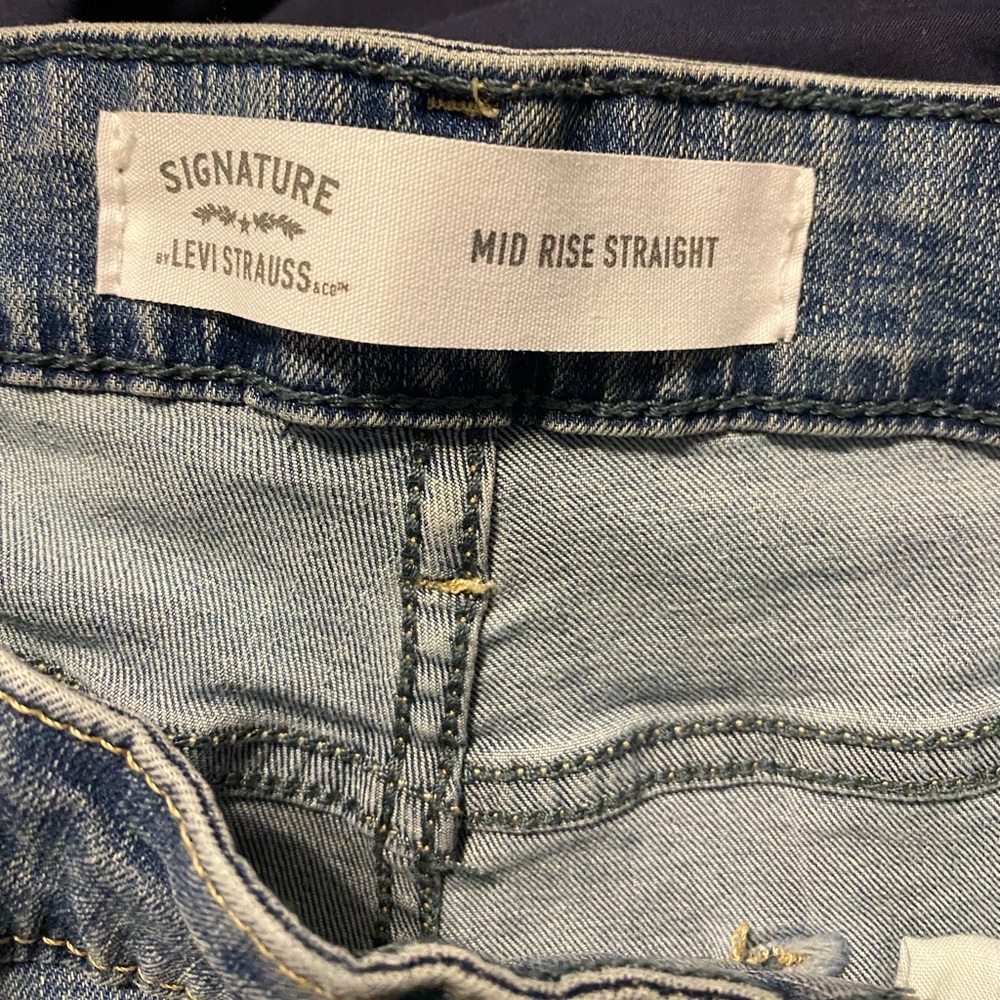 SIGNATURE
BY LEVI STRAUSS & CO™
MID RISE STRAIGHT